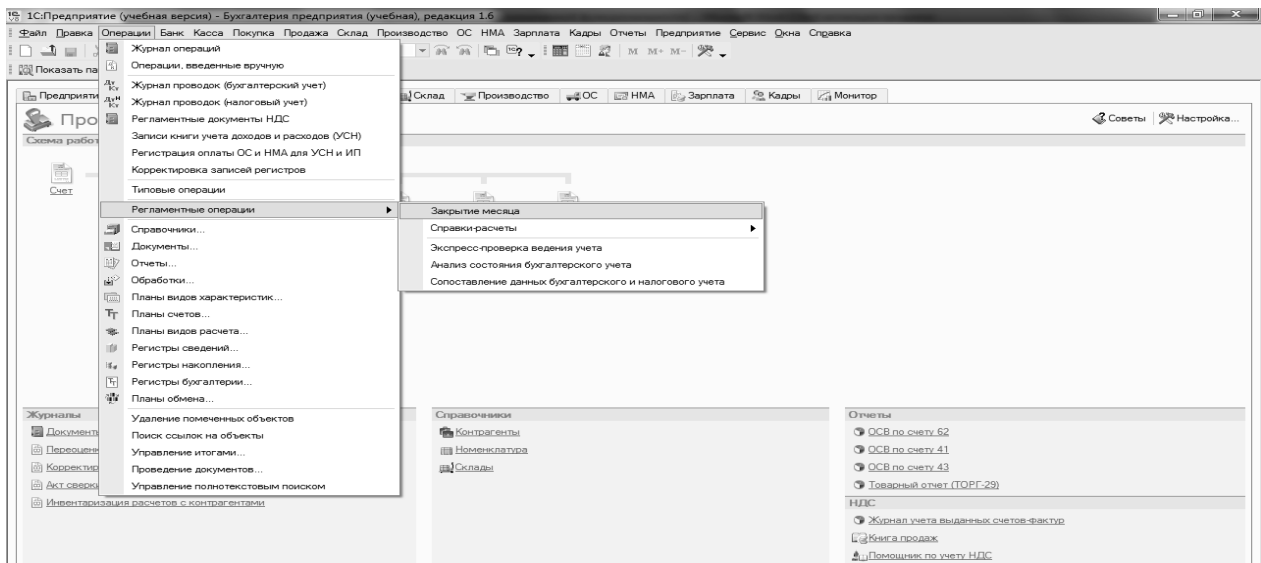 1С:Предприятие (учебная версия) - Бухгалтерия предприятия (учебная), редакция 1.6
Файл Правка Операции Банк Касса Покупка Продажа Склад Производство ОС НМА Зарплата Кадры Отчеты Предприятие Сервис Окна Справка
M M+ M-
Показать па
Предприяти Склад Производство ОС НМА Зарплата Кадры Монитор
Про Советы Настройка...
Схема работ
Счет
Журнал операций
Операции, введенные вручную
Журнал проводок (бухгалтерский учет)
Журнал проводок (налоговый учет)
Регламентные документы НДС
Записи книги учета доходов и расходов (УСН)
Регистрация оплаты ОС и НМА для УСН и ИП
Корректировка записей регистров
Типовые операции
Регламентные операции
Справочники...
Документы...
Отчеты...
Обработки...
Планы видов характеристик...
Планы счетов...
Планы видов расчета...
Регистры сведений...
Регистры накопления...
Регистры бухгалтерии...
Планы обмена...
Удаление помеченных объектов
Поиск ссылок на объекты
Управление итогами...
Проведение документов...
Управление полнотекстовым поиском
Закрытие месяца
Справки-расчеты
Экспресс-проверка ведения учета
Анализ состояния бухгалтерского учета
Сопоставление данных бухгалтерского и налогового учета
Журналы
Документ
Переоцен
Корректир
Акт сверк
Инвентаризация расчетов с контрагентами
Справочники
Контрагенты
Номенклатура
Склады
Отчеты
ОСВ по счету 62
ОСВ по счету 41
ОСВ по счету 43
Товарный отчет (ТОРГ-29)
НДС
Журнал учета выданных счетов-фактур
Книга продаж
Помощник по учету НДС